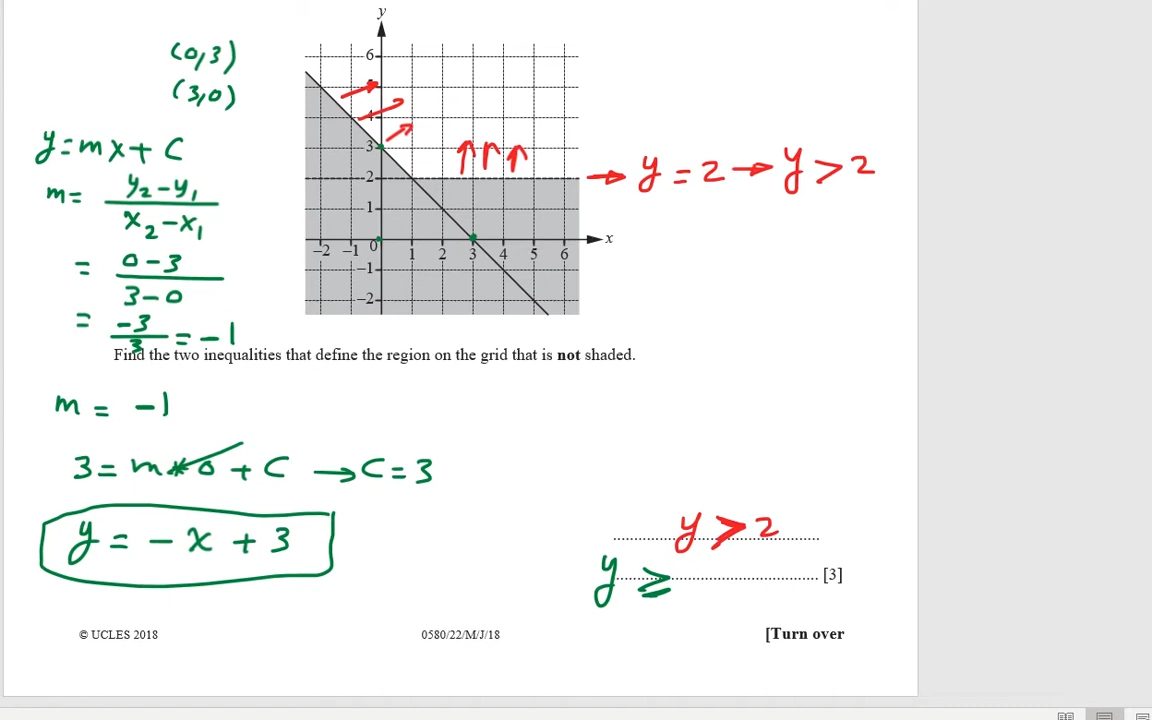 (0,3)
(3,0)
y=mx+c
m= y₂-y₁
x₂-x₁
= 0-3
3-0
= -3
3 = -1
y
6
5
4
3
2
1
-2 -1 0 1 2 3 4 5 6 x
-1
-2
→ y=2→y>2
Find the two inequalities that define the region on the grid that is not shaded.
m = -1
3= m*0 + C →C=3
y = -x +3
y>2
y ≥ [3]
© UCLES 2018 0580/22/M/J/18 [Turn over